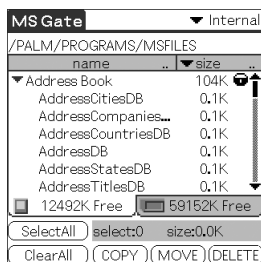 MS Gate ▼ Internal
/PALM/PROGRAMS/MSFILES
name .. ▼size ..
▼Address Book 104K
AddressCitiesDB 0.1K
AddressCompanies... 0.1K
AddressCountriesDB 0.1K
AddressDB 0.1K
AddressStatesDB 0.1K
AddressTitlesDB 0.1K
12492K Free 59152K Free
SelectAll select:0 size:0.0K
ClearAll COPY MOVE DELETE